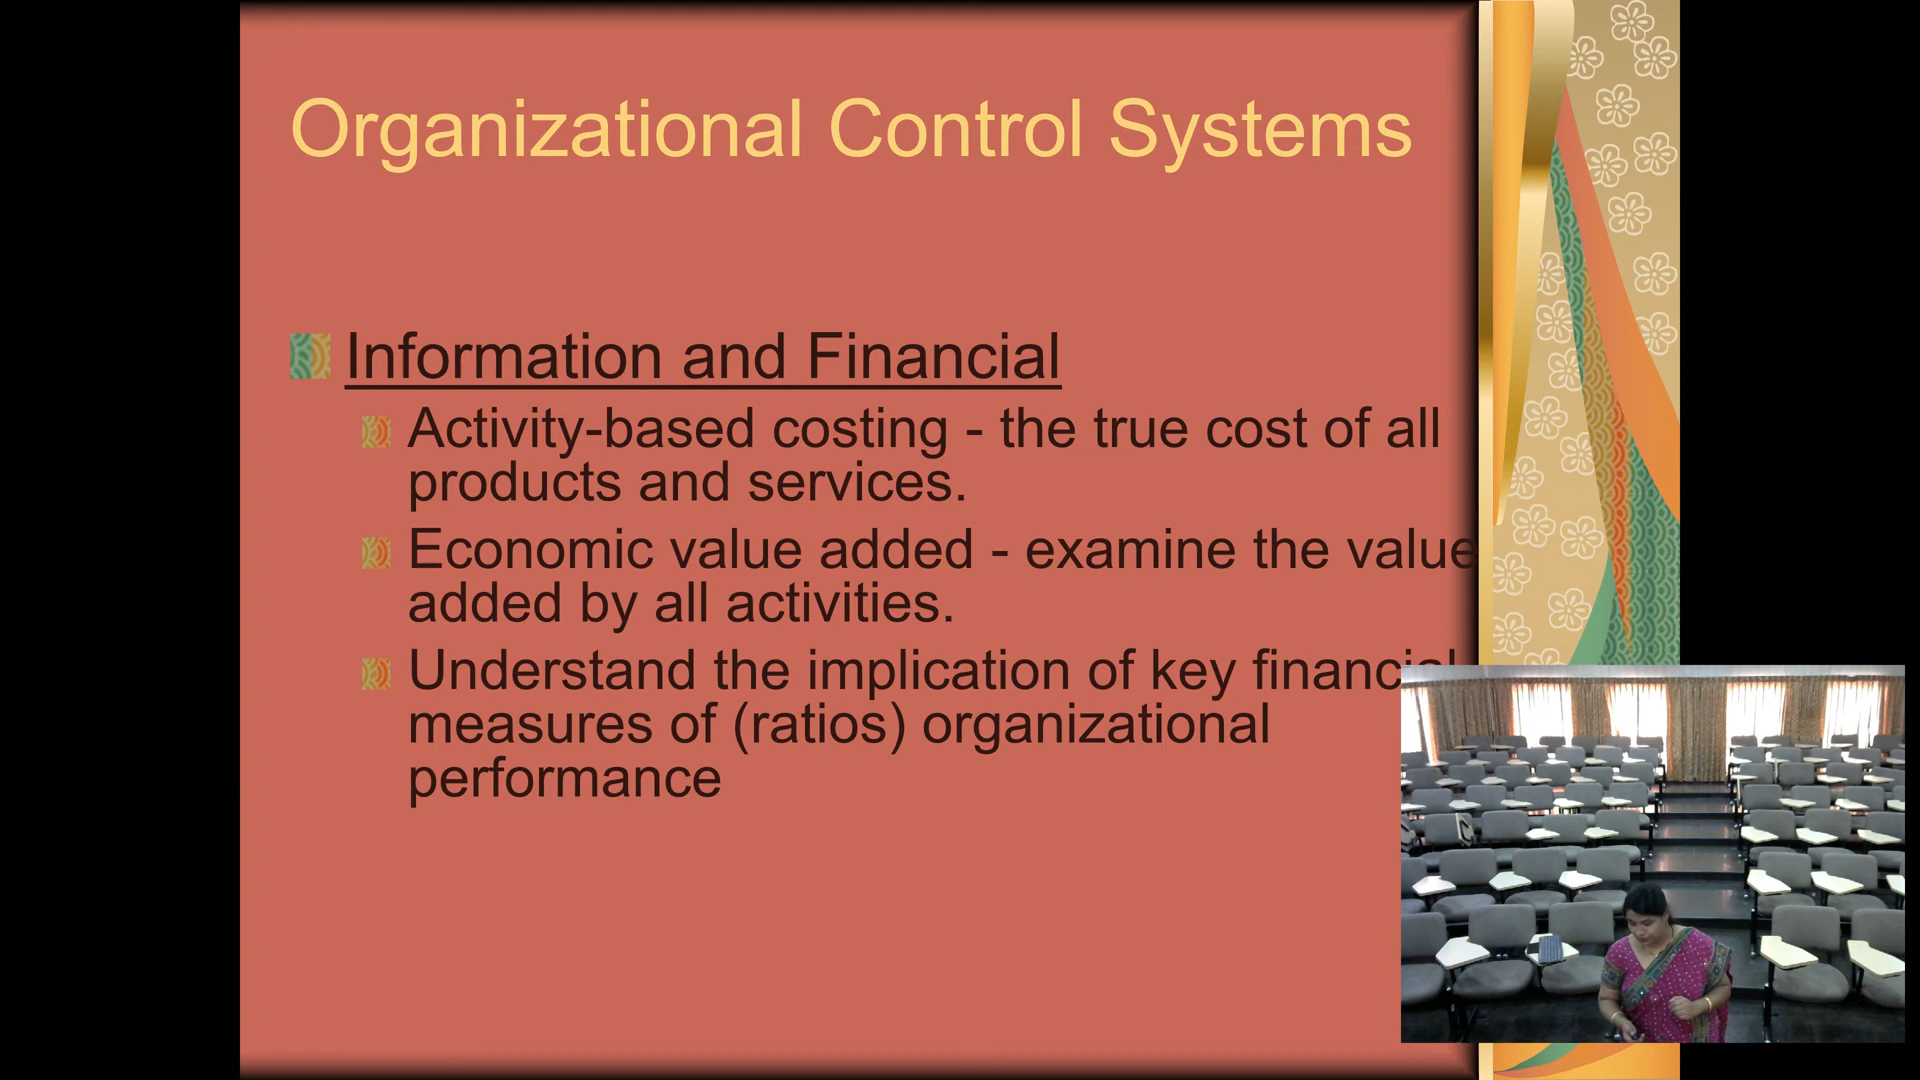 Organizational Control Systems
Information and Financial
Activity-based costing - the true cost of all
products and services.
Economic value added - examine the value
added by all activities.
Understand the implication of key financial
measures of (ratios) organizational
performance